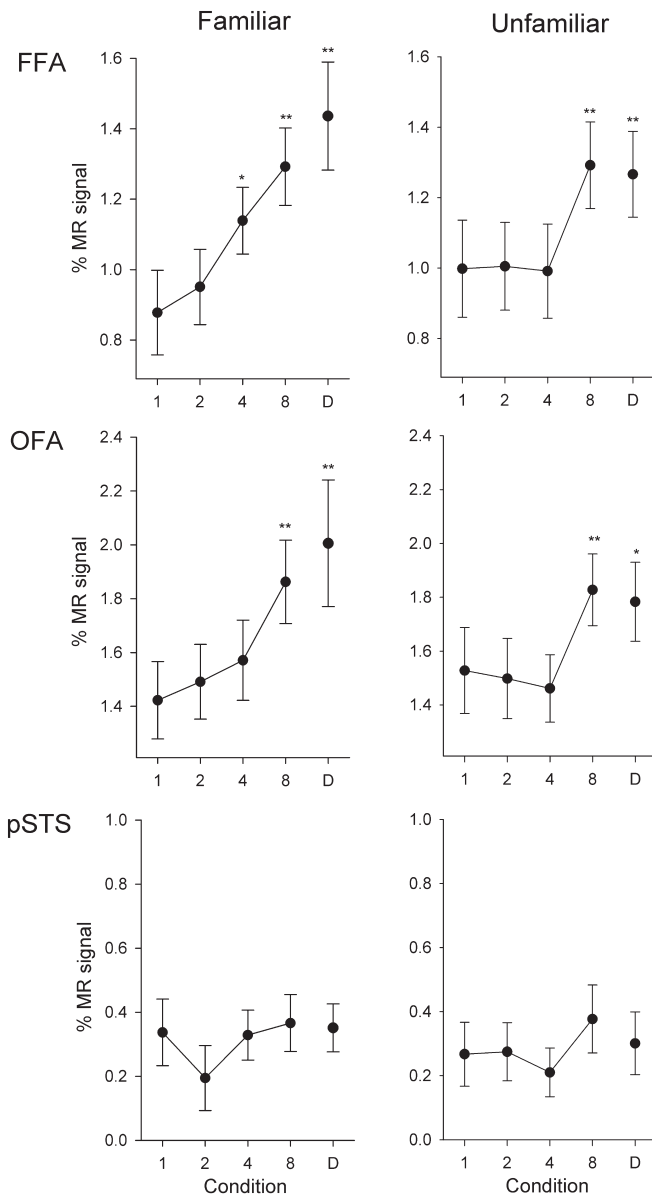 Familiar
Unfamiliar
FFA
% MR signal
1.6
1.4
1.2
1.0
0.8
*
**
**
1 2 4 8 D
1.6
1.4
1.2
1.0
0.8
**
**
1 2 4 8 D
OFA
% MR signal
2.4
2.2
2.0
1.8
1.6
1.4
**
**
1 2 4 8 D
2.4
2.2
2.0
1.8
1.6
1.4
**
*
1 2 4 8 D
pSTS
% MR signal
1.0
0.8
0.6
0.4
0.2
0.0
1 2 4 8 D
Condition
1.0
0.8
0.6
0.4
0.2
0.0
1 2 4 8 D
Condition